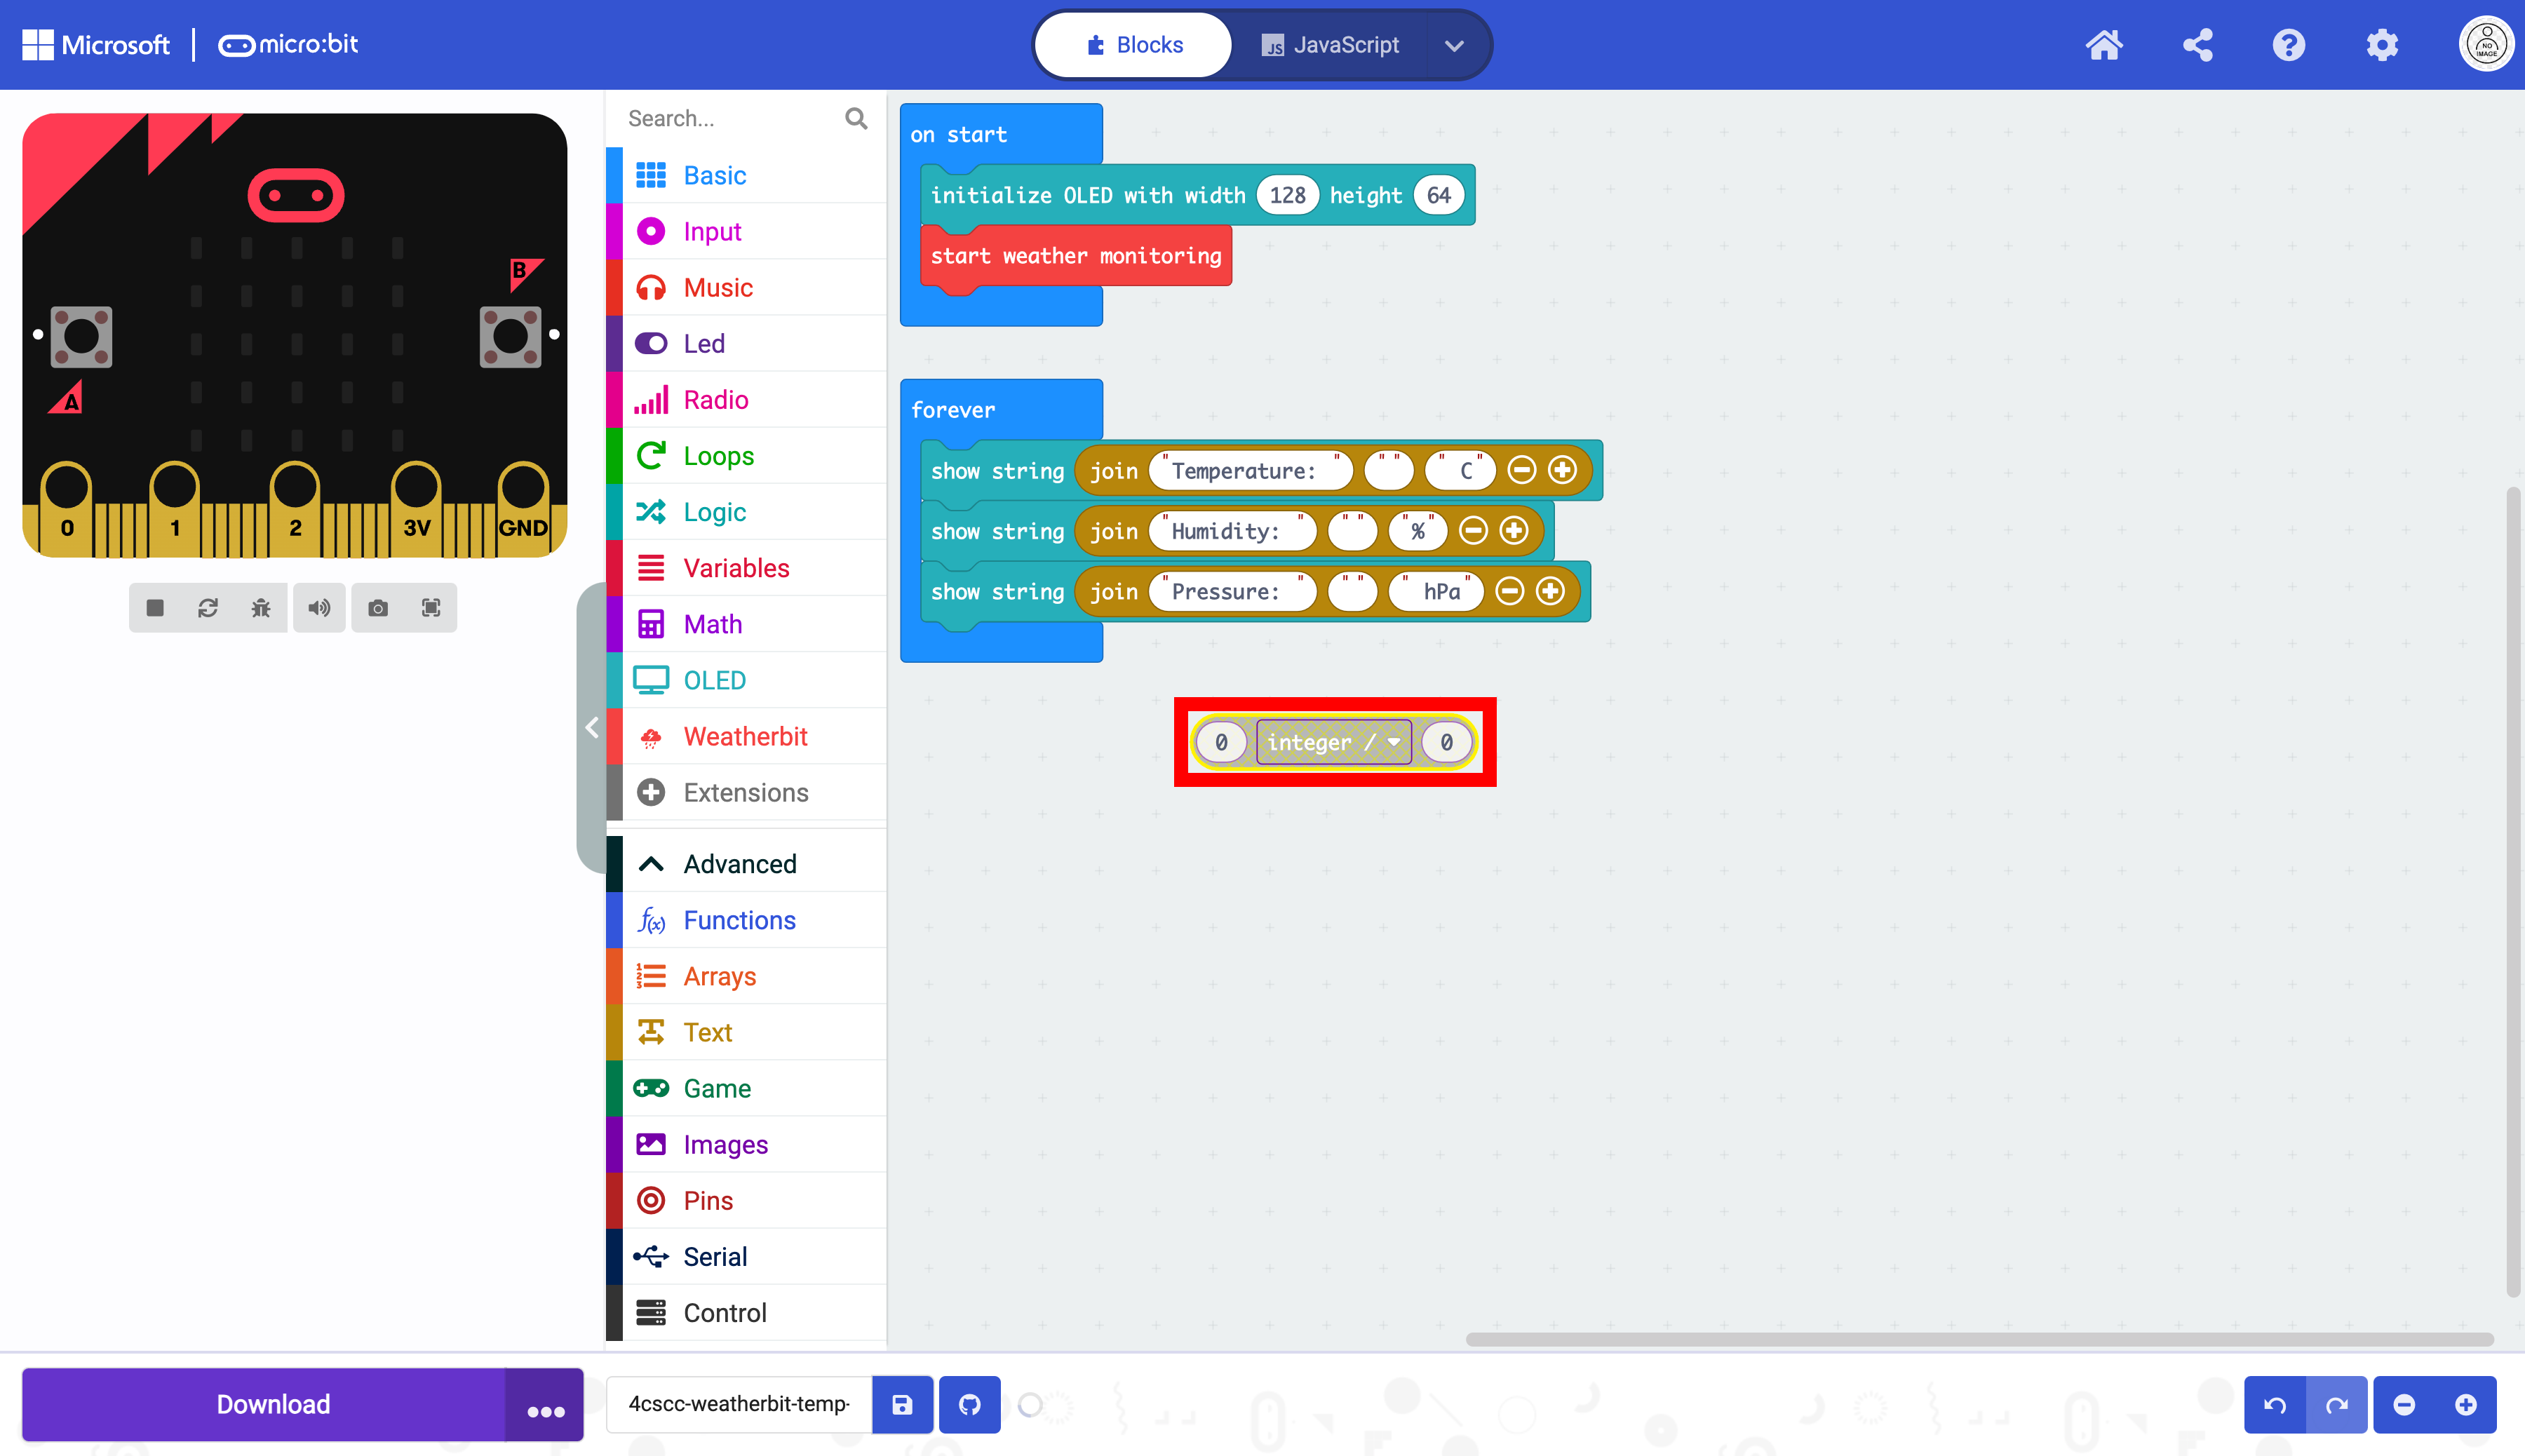 Microsoft | micro:bit
Blocks
JavaScript
NO IMAGE
Search...
B
A
0 1 2 3V GND
Basic
Input
Music
Led
Radio
Loops
Logic
Variables
Math
OLED
Weatherbit
Extensions
Advanced
Functions
Arrays
Text
Game
Images
Pins
Serial
Control
on start
initialize OLED with width 128 height 64
start weather monitoring
forever
show string join "Temperature: " "" " C"
show string join "Humidity: " "" "%"
show string join "Pressure: " "" " hPa"
0 integer / 0
Download
4cscc-weatherbit-temp-